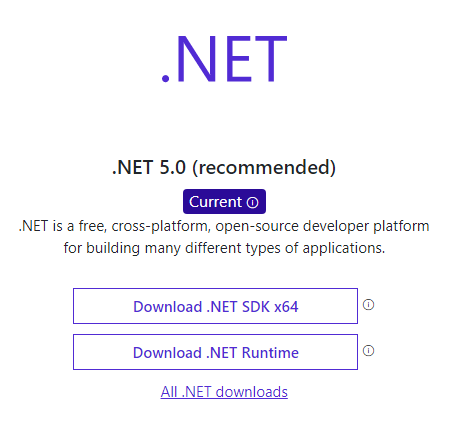 .NET
.NET 5.0 (recommended)
Current
.NET is a free, cross-platform, open-source developer platform
for building many different types of applications.
Download .NET SDK x64
Download .NET Runtime
All .NET downloads